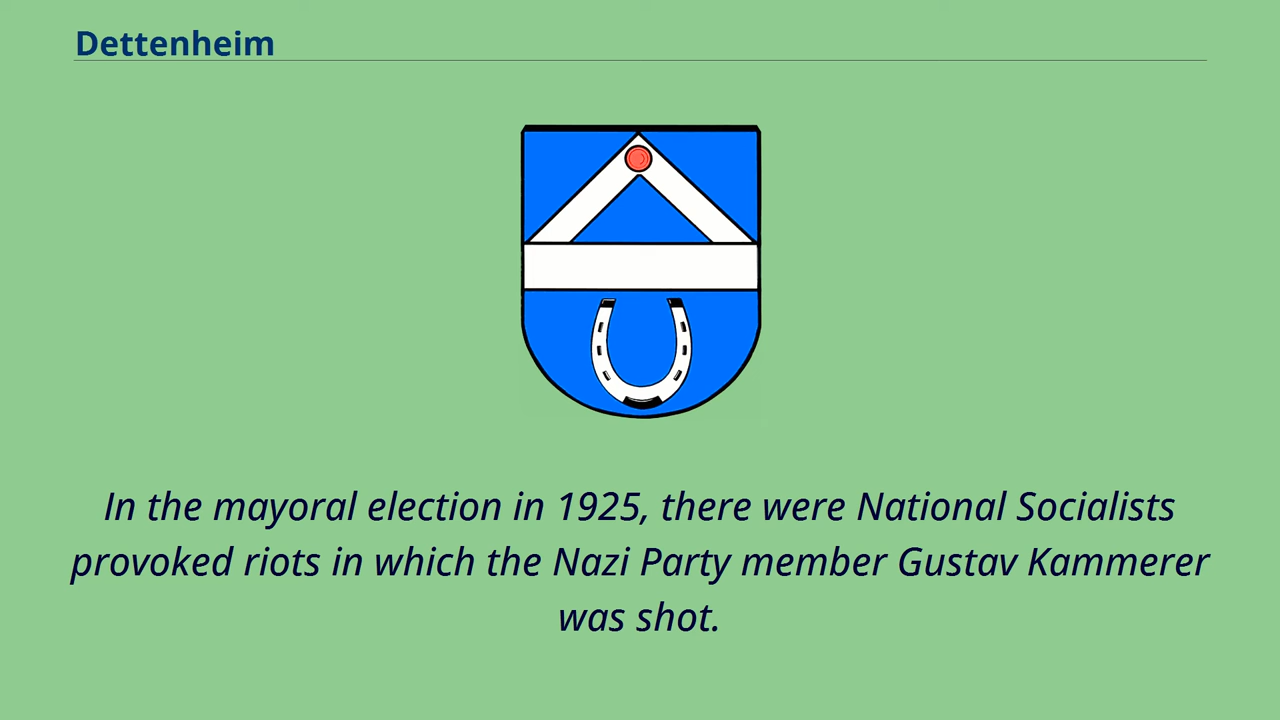 Dettenheim
In the mayoral election in 1925, there were National Socialists
provoked riots in which the Nazi Party member Gustav Kammerer
was shot.